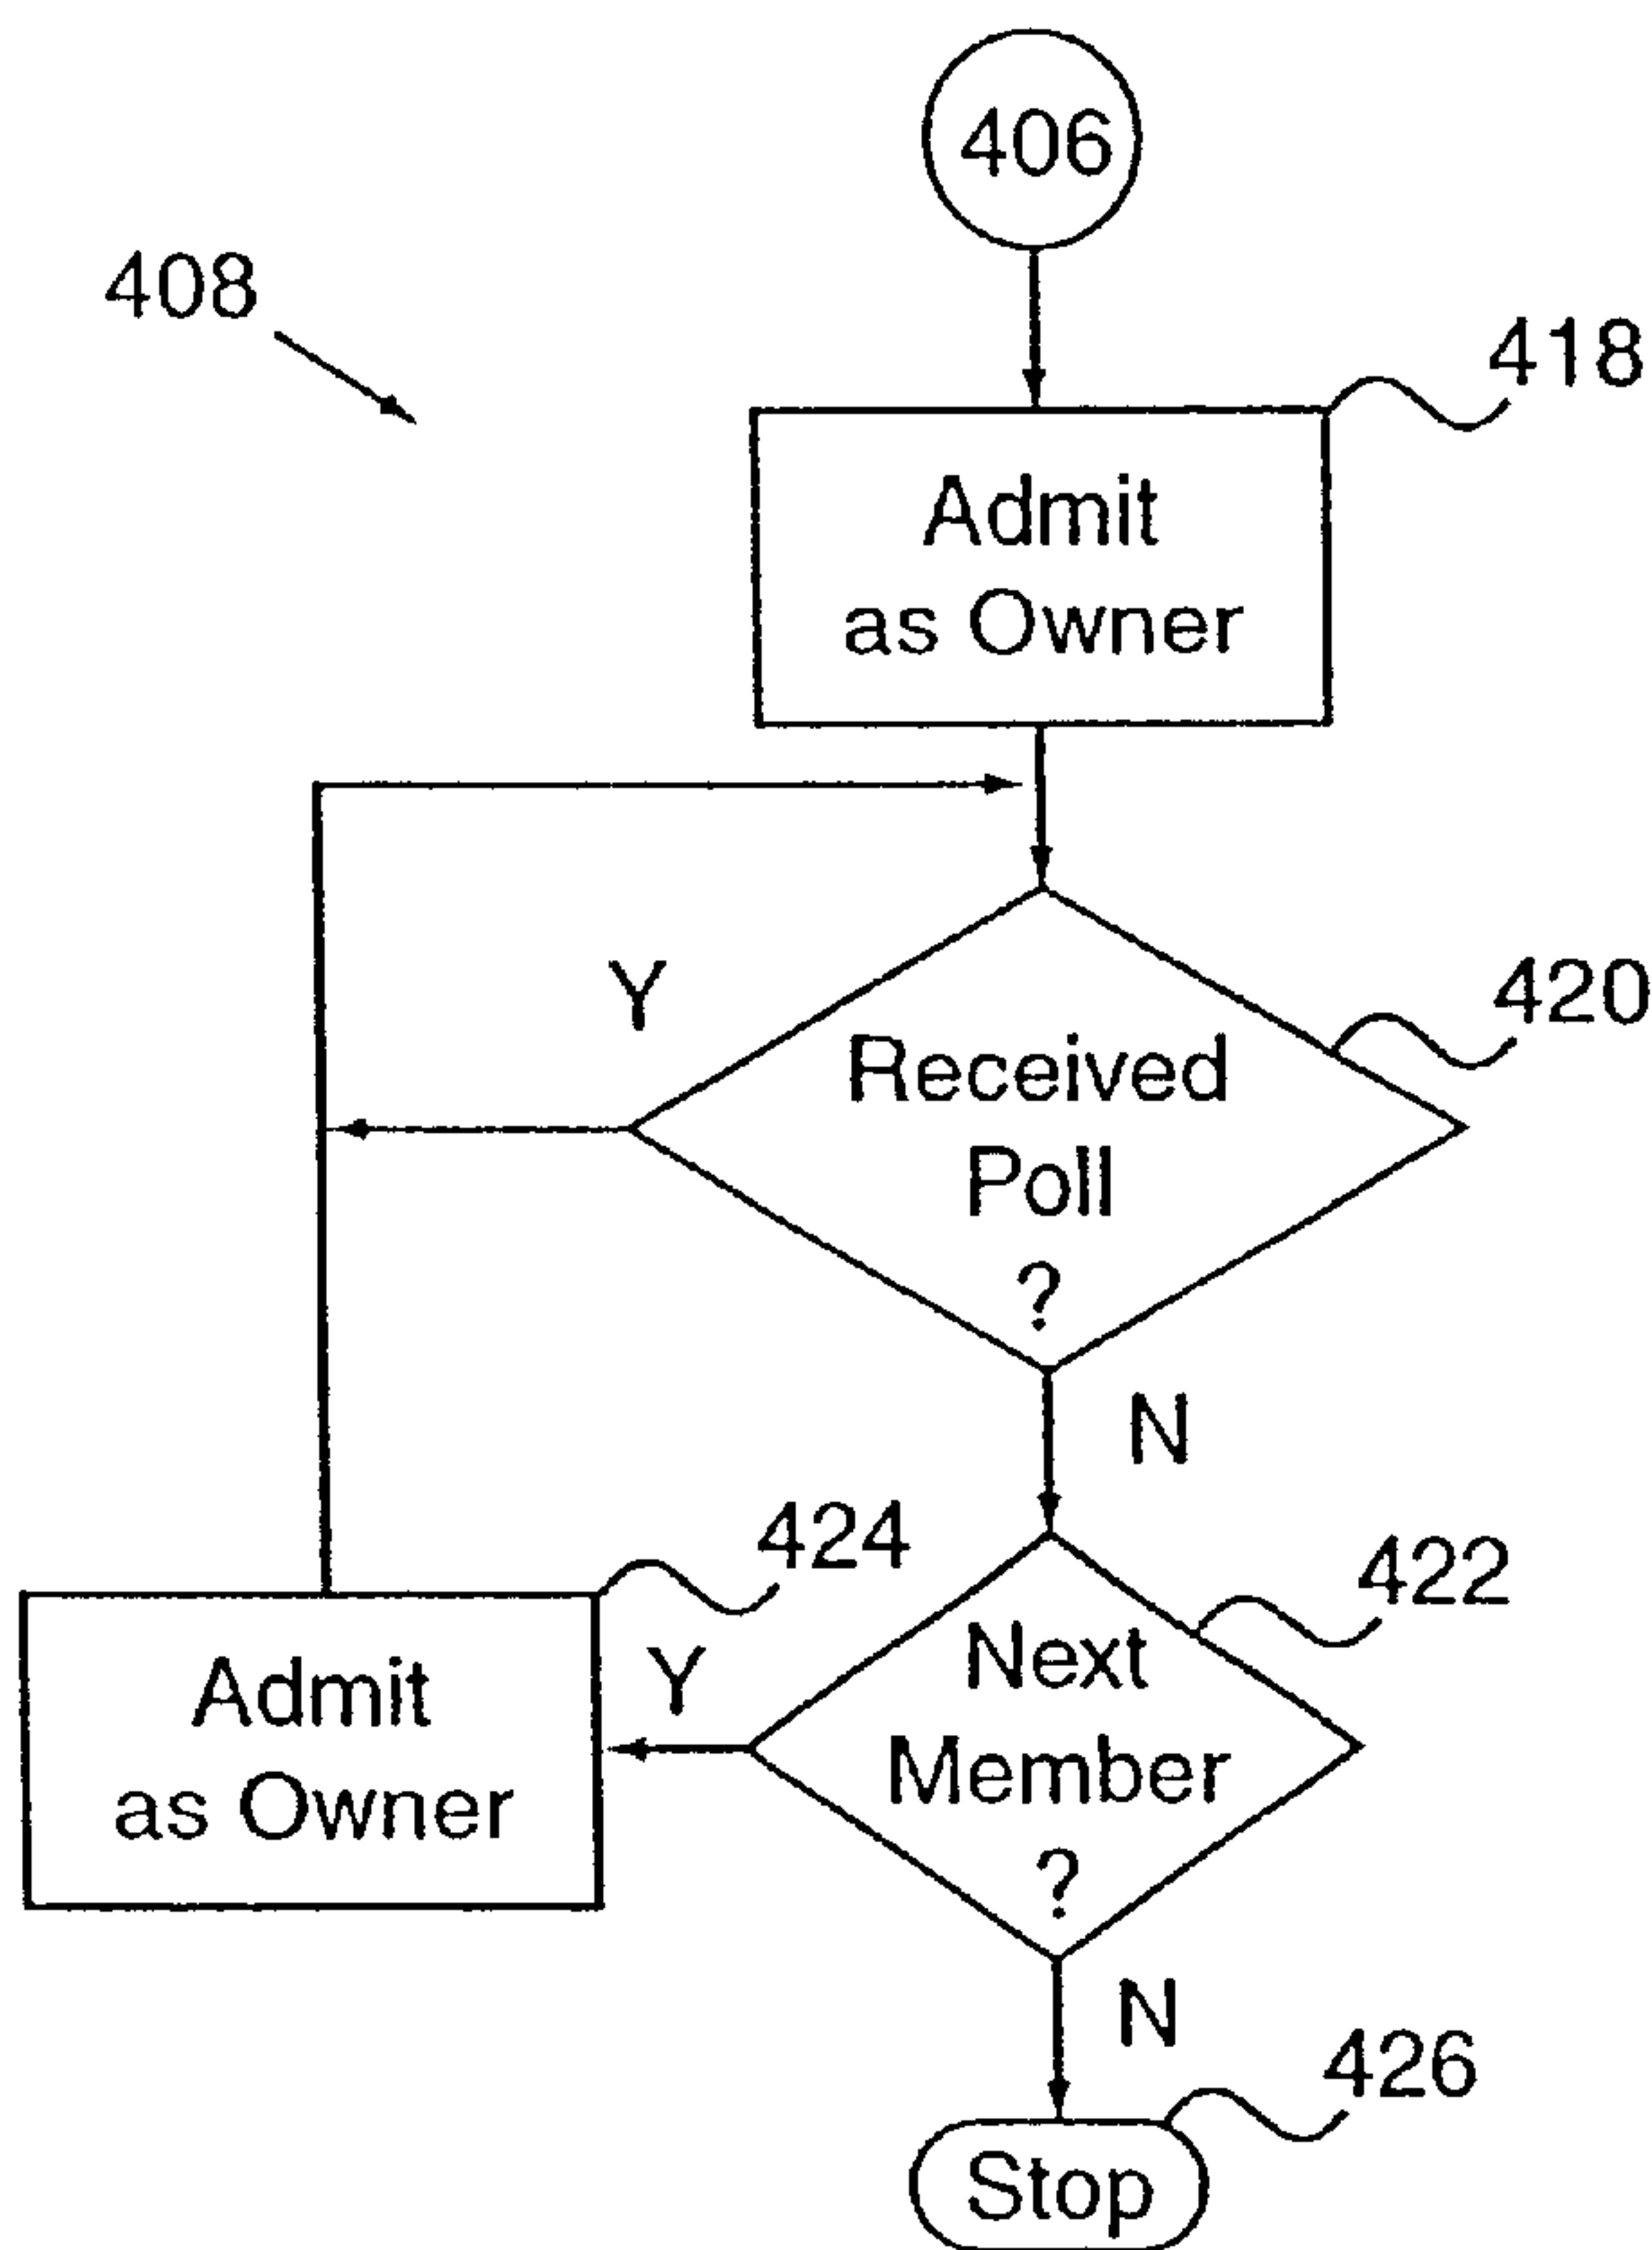 406
408
418
Admit
as Owner
Y
420
Received
Poll
?
N
424
422
Admit
as Owner
Y
Next
Member
?
N
426
Stop